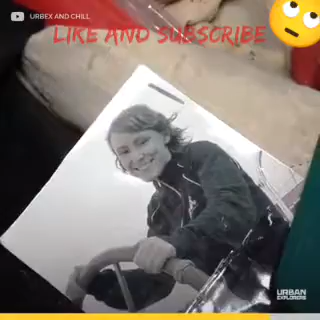 URBEX AND CHILL
LIKE AND SUBSCRIBE
URBAN
EXPLORERS